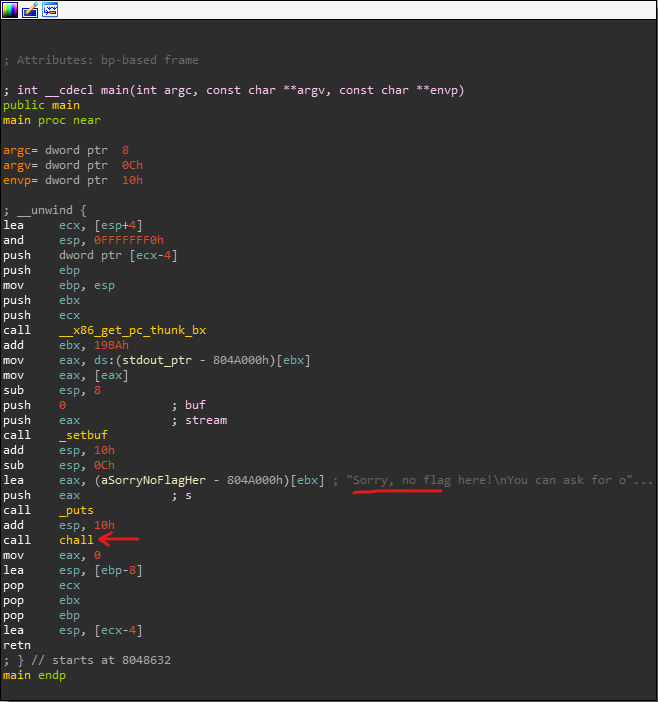 ; Attributes: bp-based frame
; int __cdecl main(int argc, const char **argv, const char **envp)
public main
main proc near
argc= dword ptr  8
argv= dword ptr  0Ch
envp= dword ptr  10h
; __unwind {
lea     ecx, [esp+4]
and     esp, 0FFFFFFF0h
push    dword ptr [ecx-4]
push    ebp
mov     ebp, esp
push    ebx
push    ecx
call    __x86_get_pc_thunk_bx
add     ebx, 19BAh
mov     eax, ds:(stdout_ptr - 804A000h)[ebx]
mov     eax, [eax]
sub     esp, 8
push    0               ; buf
push    eax             ; stream
call    _setbuf
add     esp, 10h
sub     esp, 0Ch
lea     eax, (aSorryNoFlagHer - 804A000h)[ebx] ; "Sorry, no flag here!\nYou can ask for o"...
push    eax             ; s
call    _puts
add     esp, 10h
call    chall
mov     eax, 0
lea     esp, [ebp-8]
pop     ecx
pop     ebx
pop     ebp
lea     esp, [ecx-4]
retn
; } // starts at 8048632
main endp